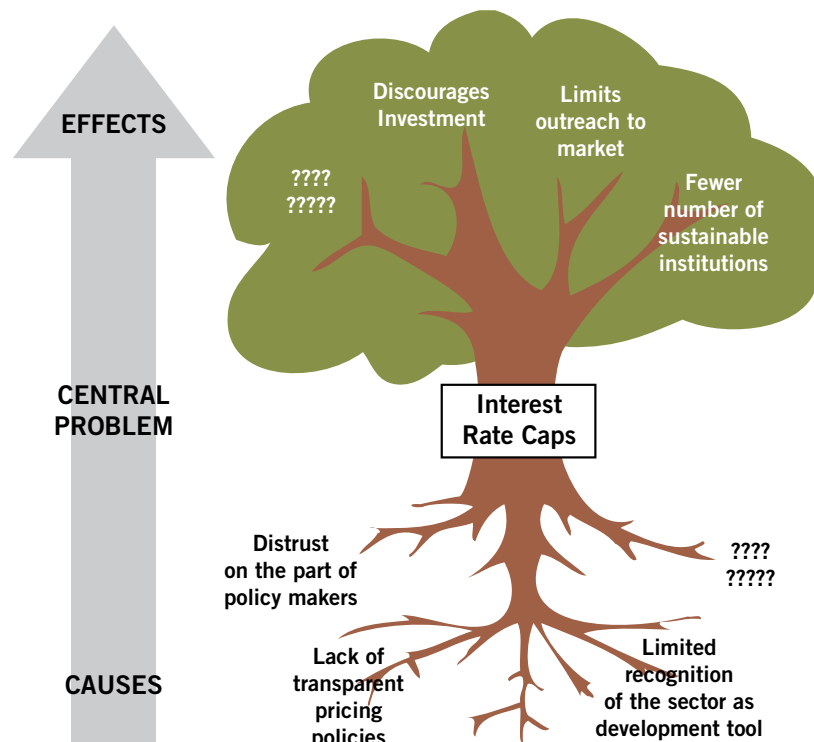 EFFECTS
Discourages
Investment
Limits
outreach to
market
????
?????
Fewer
number of
sustainable
institutions
CENTRAL
PROBLEM
Interest
Rate Caps
Distrust
on the part of
policy makers
????
?????
CAUSES
Lack of
transparent
pricing
policies
Limited
recognition
of the sector as
development tool